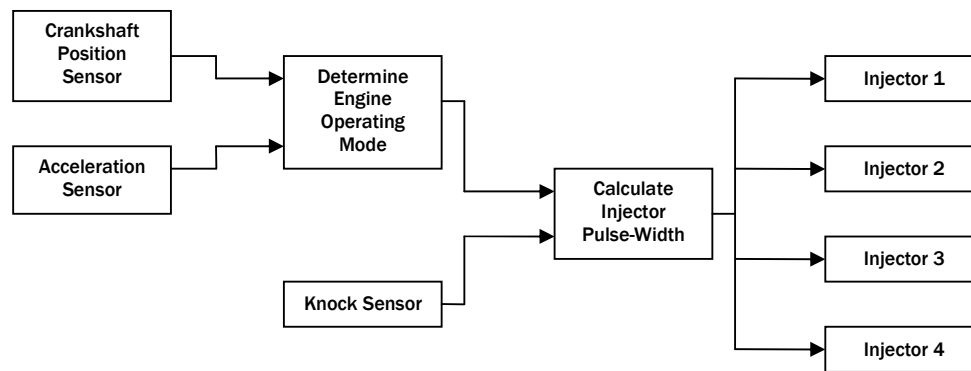 Crankshaft
Position
Sensor
Acceleration
Sensor
Determine
Engine
Operating
Mode
Knock Sensor
Calculate
Injector
Pulse-Width
Injector 1
Injector 2
Injector 3
Injector 4